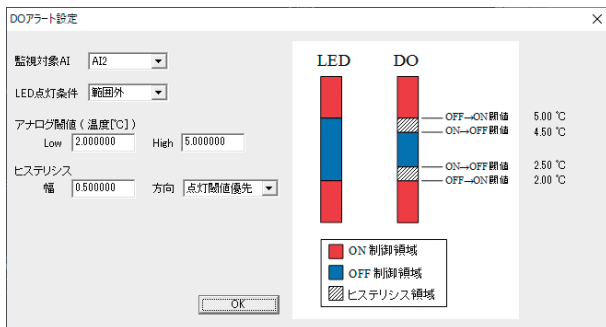 DOアラート設定
監視対象AI AI2
LED点灯条件 範囲外
アナログ閾値 ( 温度[℃] )
Low 2.000000 High 5.000000
ヒステリシス
幅 0.500000 方向 点灯閾値優先
OK
LED DO
OFF→ON閾値 5.00 ℃
ON→OFF閾値 4.50 ℃
ON→OFF閾値 2.50 ℃
OFF→ON閾値 2.00 ℃
ON 制御領域
OFF 制御領域
ヒステリシス領域